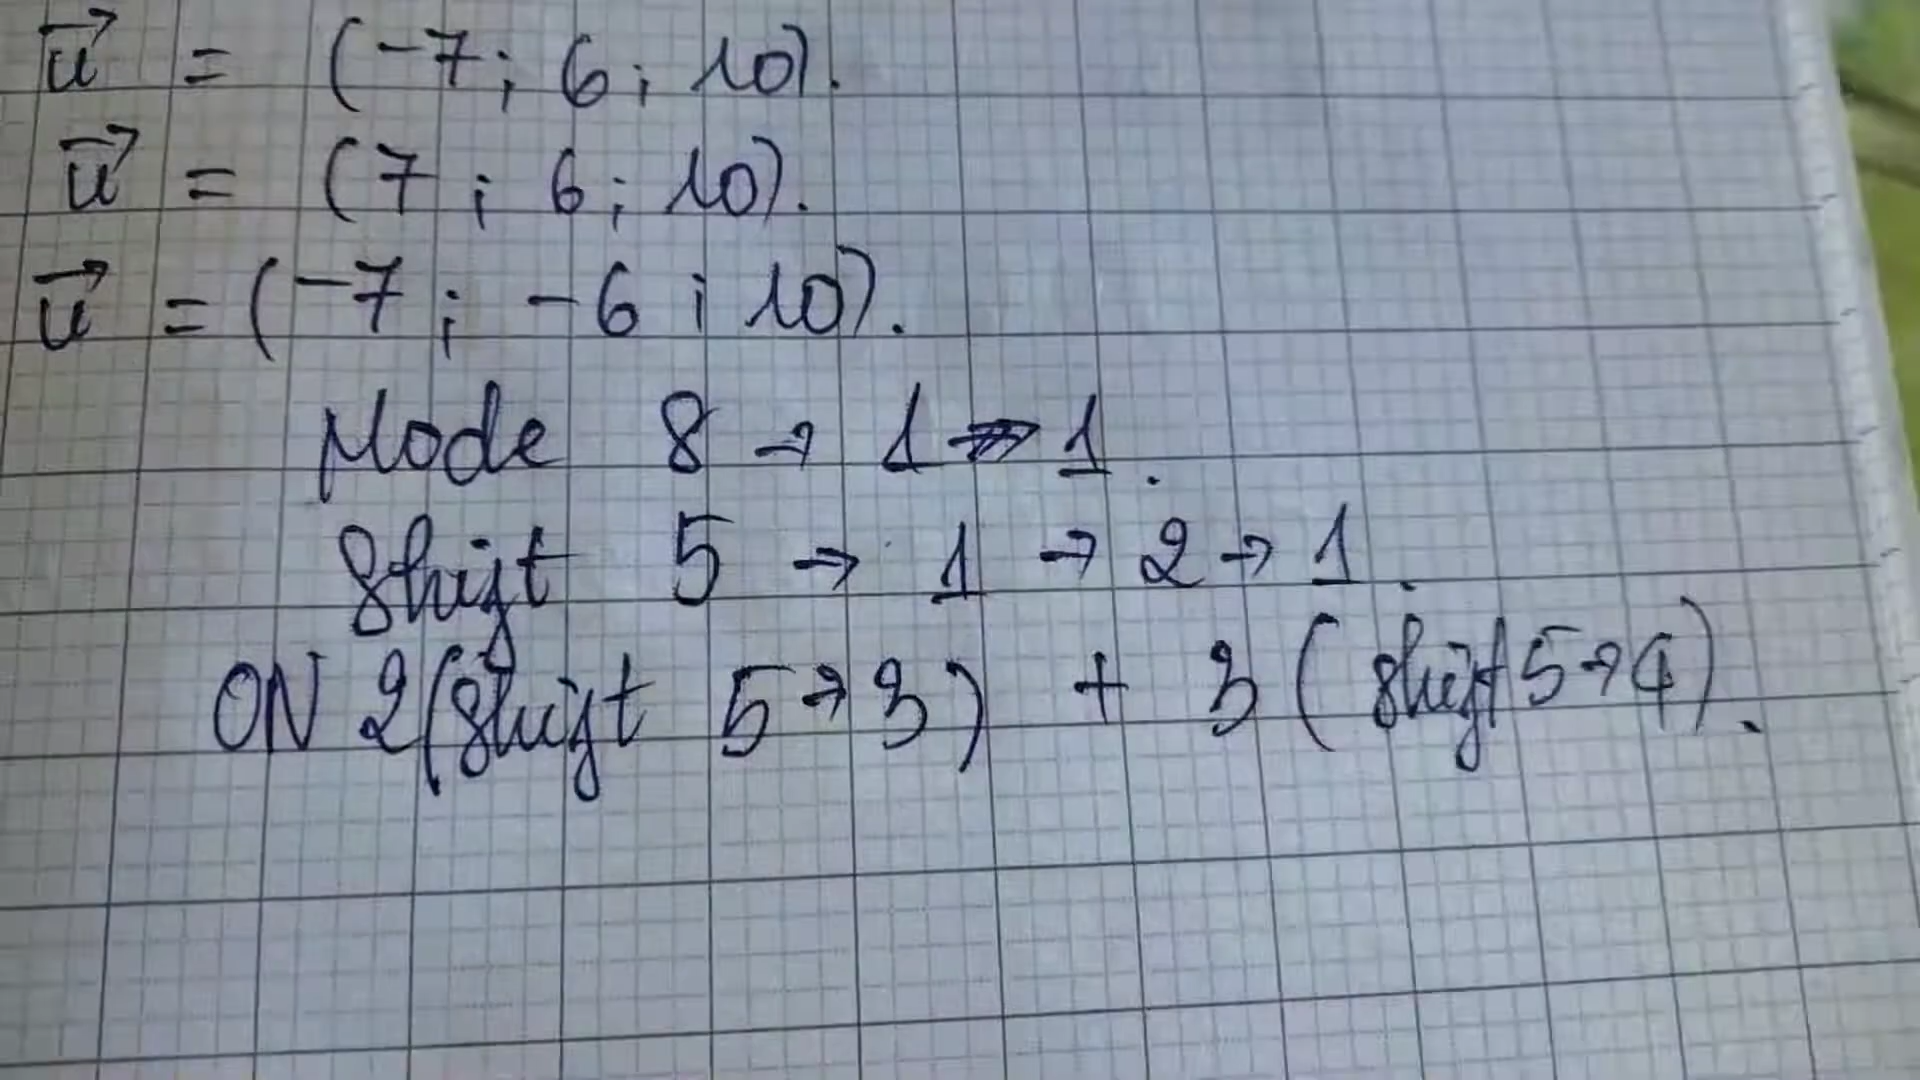 u⃗ = (-7 ; 6 ; 10).
u⃗ = (7 ; 6 ; 10).
u⃗ = (-7 ; -6 ; 10).
Mode 8 → 1 → 1.
Shift 5 → 1 → 2 → 1.
ON 2(Shift 5 → 3) + 3 (Shift 5 → 4).